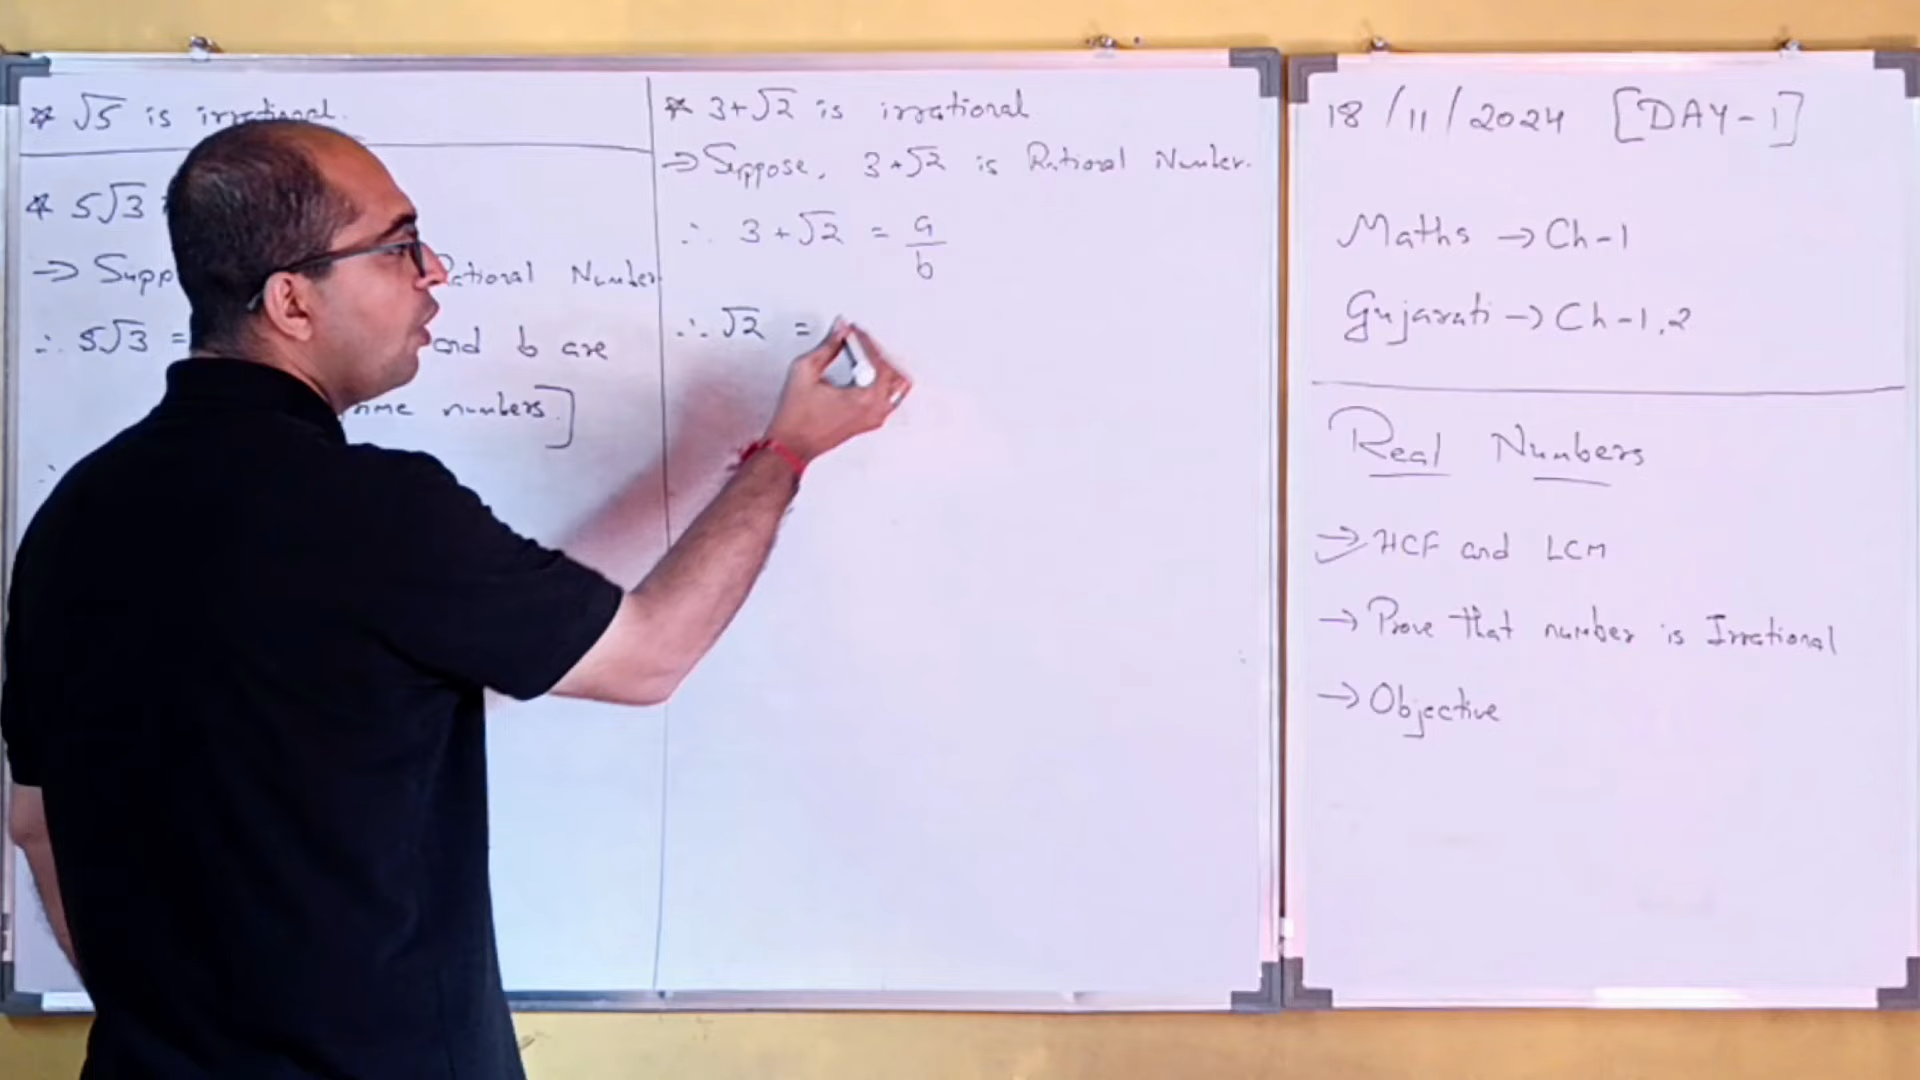 * √5 is irrational.
* 5√3
→ Supp Rational Number
∴ 5√3 = and b are
numbers.]
∴
* 3+√2 is irrational
→ Suppose, 3+√2 is Rational Number.
∴ 3+√2 = a/b
∴ √2 =
18/11/2024 [DAY-1]
Maths → Ch-1
Gujarati → Ch-1,2
Real Numbers
→ HCF and LCM
→ Prove that number is Irrational
→ Objective